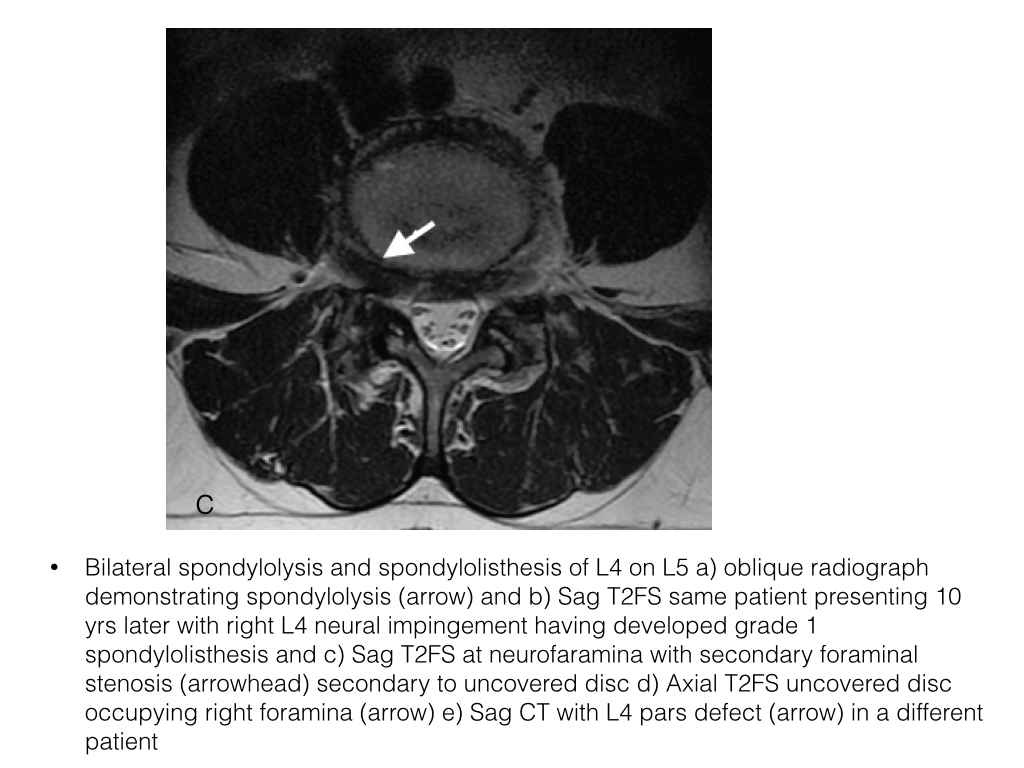 C
• Bilateral spondylolysis and spondylolisthesis of L4 on L5 a) oblique radiograph
demonstrating spondylolysis (arrow) and b) Sag T2FS same patient presenting 10
yrs later with right L4 neural impingement having developed grade 1
spondylolisthesis and c) Sag T2FS at neurofaramina with secondary foraminal
stenosis (arrowhead) secondary to uncovered disc d) Axial T2FS uncovered disc
occupying right foramina (arrow) e) Sag CT with L4 pars defect (arrow) in a different
patient